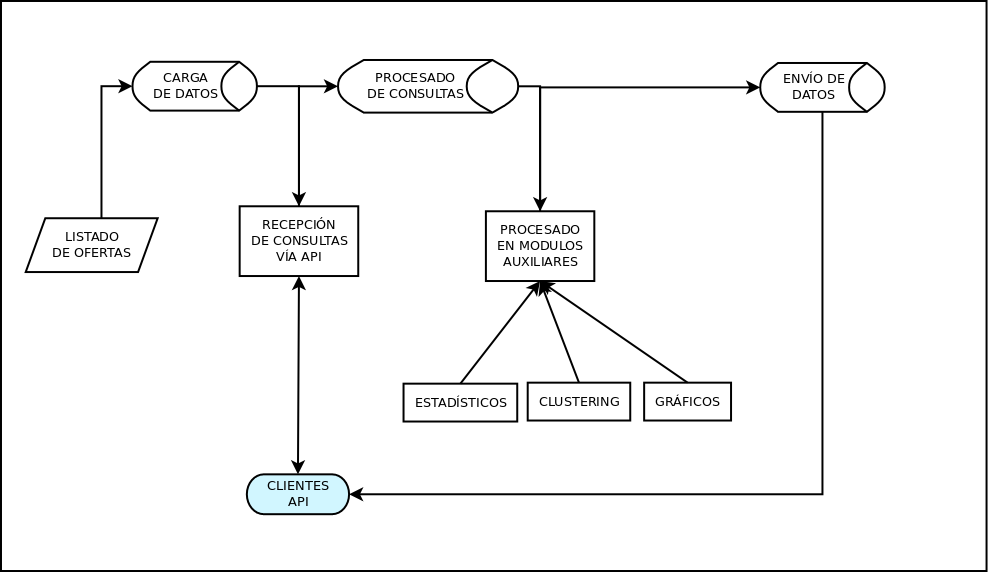 CARGA
DE DATOS
PROCESADO
DE CONSULTAS
ENVÍO DE
DATOS
LISTADO
DE OFERTAS
RECEPCIÓN
DE CONSULTAS
VÍA API
PROCESADO
EN MODULOS
AUXILIARES
ESTADÍSTICOS
CLUSTERING
GRÁFICOS
CLIENTES
API